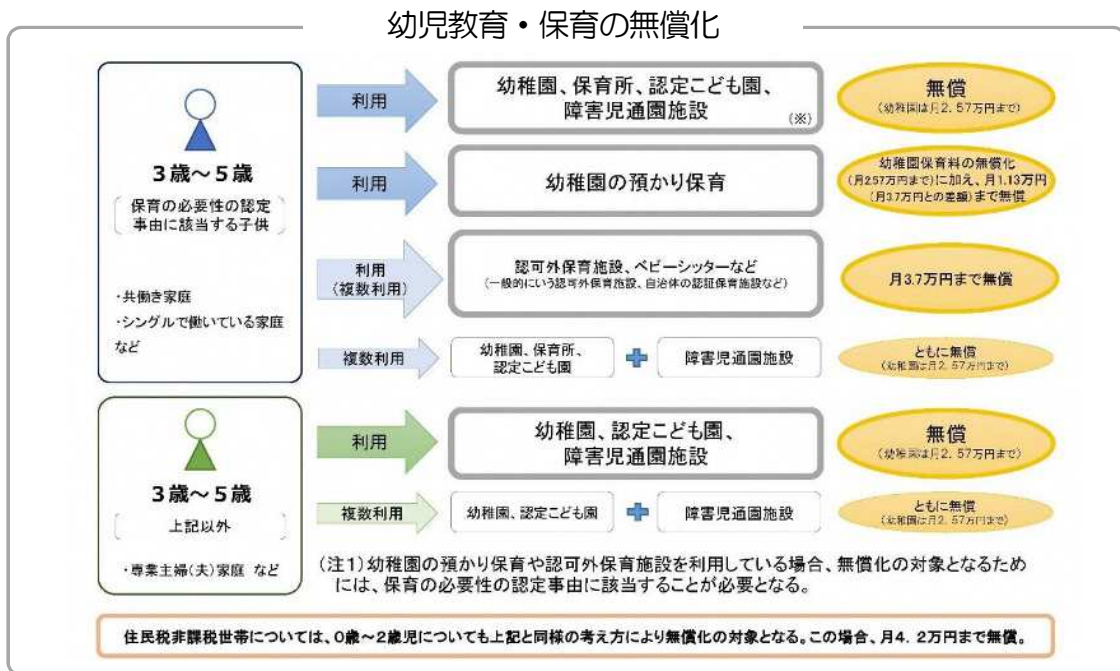 幼児教育・保育の無償化
3歳～5歳
保育の必要性の認定
事由に該当する子供
・共働き家庭
・シングルで働いている家庭
など
利用
幼稚園、保育所、認定こども園、
障害児通園施設
(※)
無償
(幼稚園は月2.57万円まで)
利用
幼稚園の預かり保育
幼稚園保育料の無償化
(月2.57万円まで)に加え、月1.13万円
(月3.7万円との差額)まで無償
利用
(複数利用)
認可外保育施設、ベビーシッターなど
(一般的にいう認可外保育施設、自治体の認証保育施設など)
月3.7万円まで無償
複数利用
幼稚園、保育所、
認定こども園
障害児通園施設
ともに無償
(幼稚園は月2.57万円まで)
3歳～5歳
上記以外
・専業主婦(夫)家庭 など
利用
幼稚園、認定こども園、
障害児通園施設
無償
(幼稚園は月2.57万円まで)
複数利用
幼稚園、認定こども園
障害児通園施設
ともに無償
(幼稚園は月2.57万円まで)
(注1)幼稚園の預かり保育や認可外保育施設を利用している場合、無償化の対象となるため
には、保育の必要性の認定事由に該当することが必要となる。
住民税非課税世帯については、0歳～2歳児についても上記と同様の考え方により無償化の対象となる。この場合、月4.2万円まで無償。